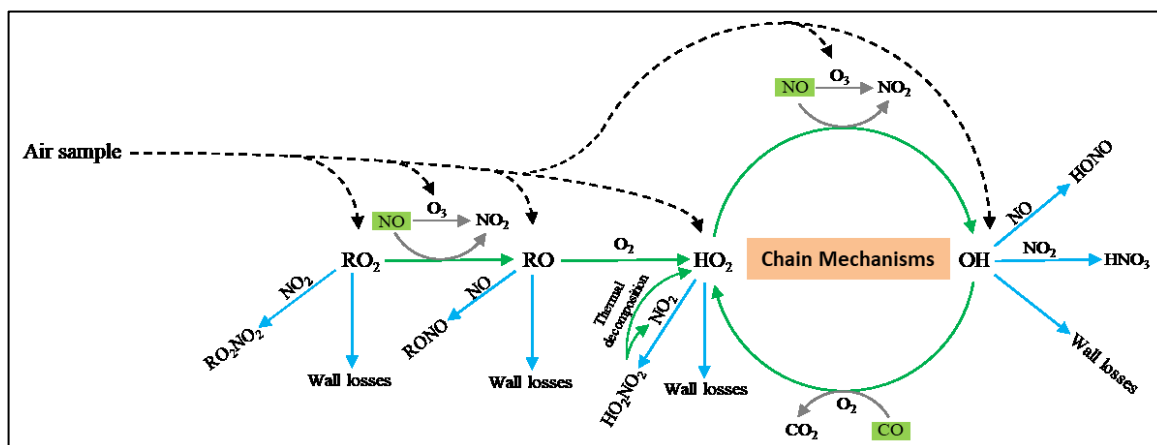 O₃
NO
NO₂
Air sample
HONO
NO
O₃
NO
NO₂
RO₂
RO
O₂
HO₂
Chain Mechanisms
OH
NO₂
HNO₃
NO₂
NO
Thermal decomposition
NO₂
RO₂NO₂
RONO
Wall losses
Wall losses
HO₂NO₂
Wall losses
Wall losses
O₂
CO₂
CO